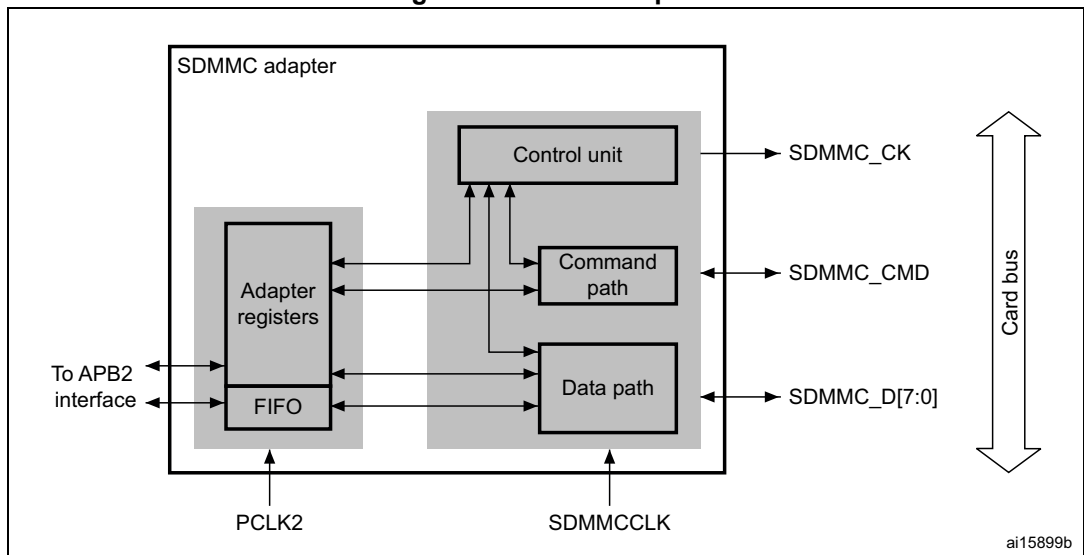 SDMMC adapter
Control unit
SDMMC_CK
Adapter
registers
Command
path
SDMMC_CMD
Card bus
To APB2
interface
FIFO
Data path
SDMMC_D[7:0]
PCLK2
SDMMCCLK
ai15899b